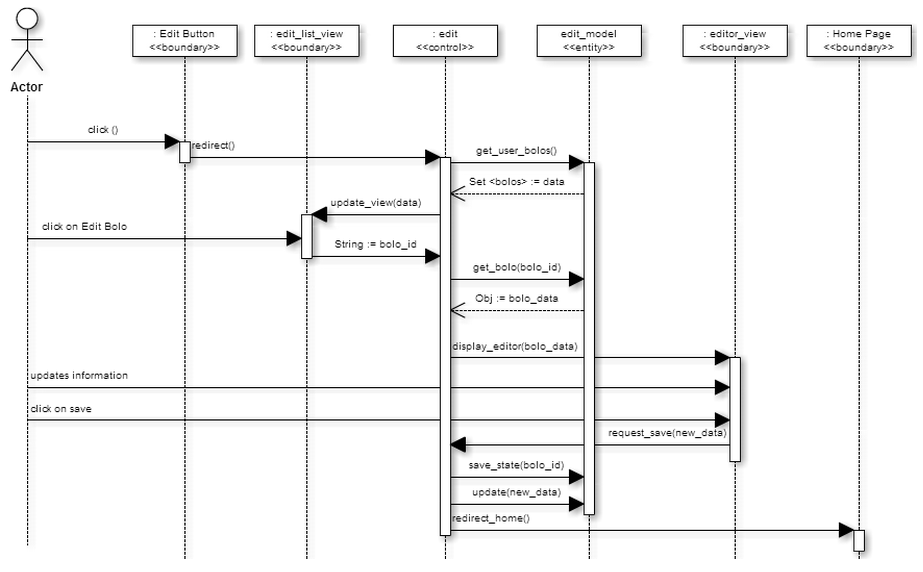 : Edit Button
<<boundary>>
: edit_list_view
<<boundary>>
: edit
<<control>>
edit_model
<<entity>>
: editor_view
<<boundary>>
: Home Page
<<boundary>>
Actor
click ()
redirect()
get_user_bolos()
Set <bolos> := data
update_view(data)
click on Edit Bolo
String := bolo_id
get_bolo(bolo_id)
Obj := bolo_data
display_editor(bolo_data)
updates information
click on save
request_save(new_data)
save_state(bolo_id)
update(new_data)
redirect_home()